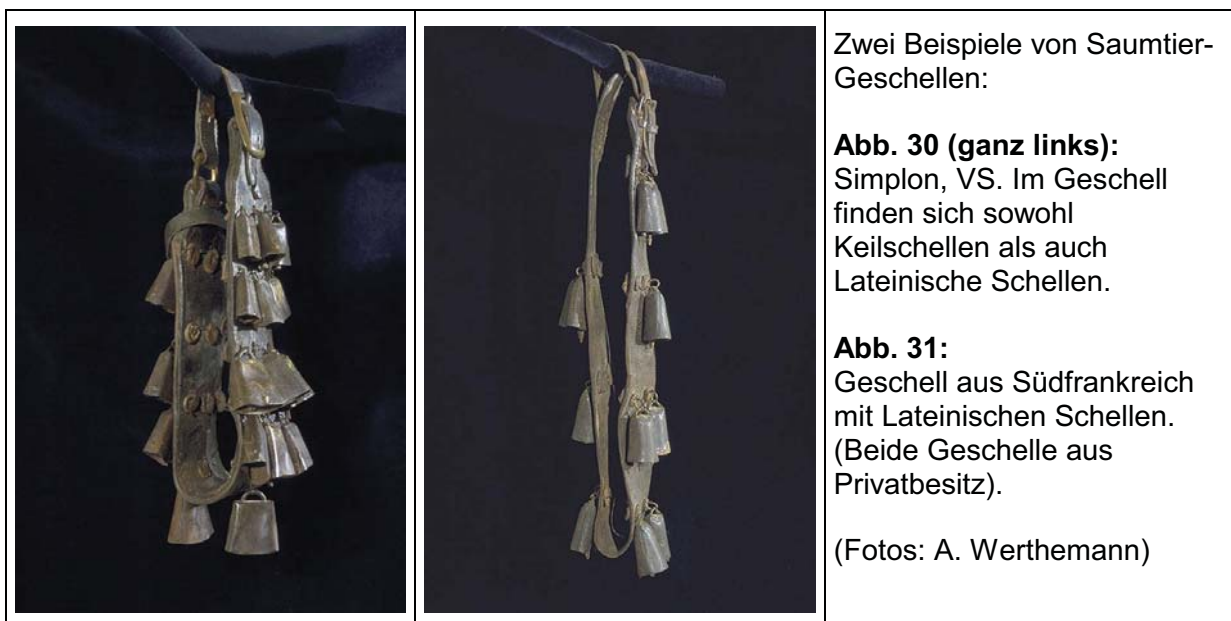 Zwei Beispiele von Saumtier-
Geschellen:
Abb. 30 (ganz links):
Simplon, VS. Im Geschell
finden sich sowohl
Keilschellen als auch
Lateinische Schellen.
Abb. 31:
Geschell aus Südfrankreich
mit Lateinischen Schellen.
(Beide Geschelle aus
Privatbesitz).
(Fotos: A. Werthemann)